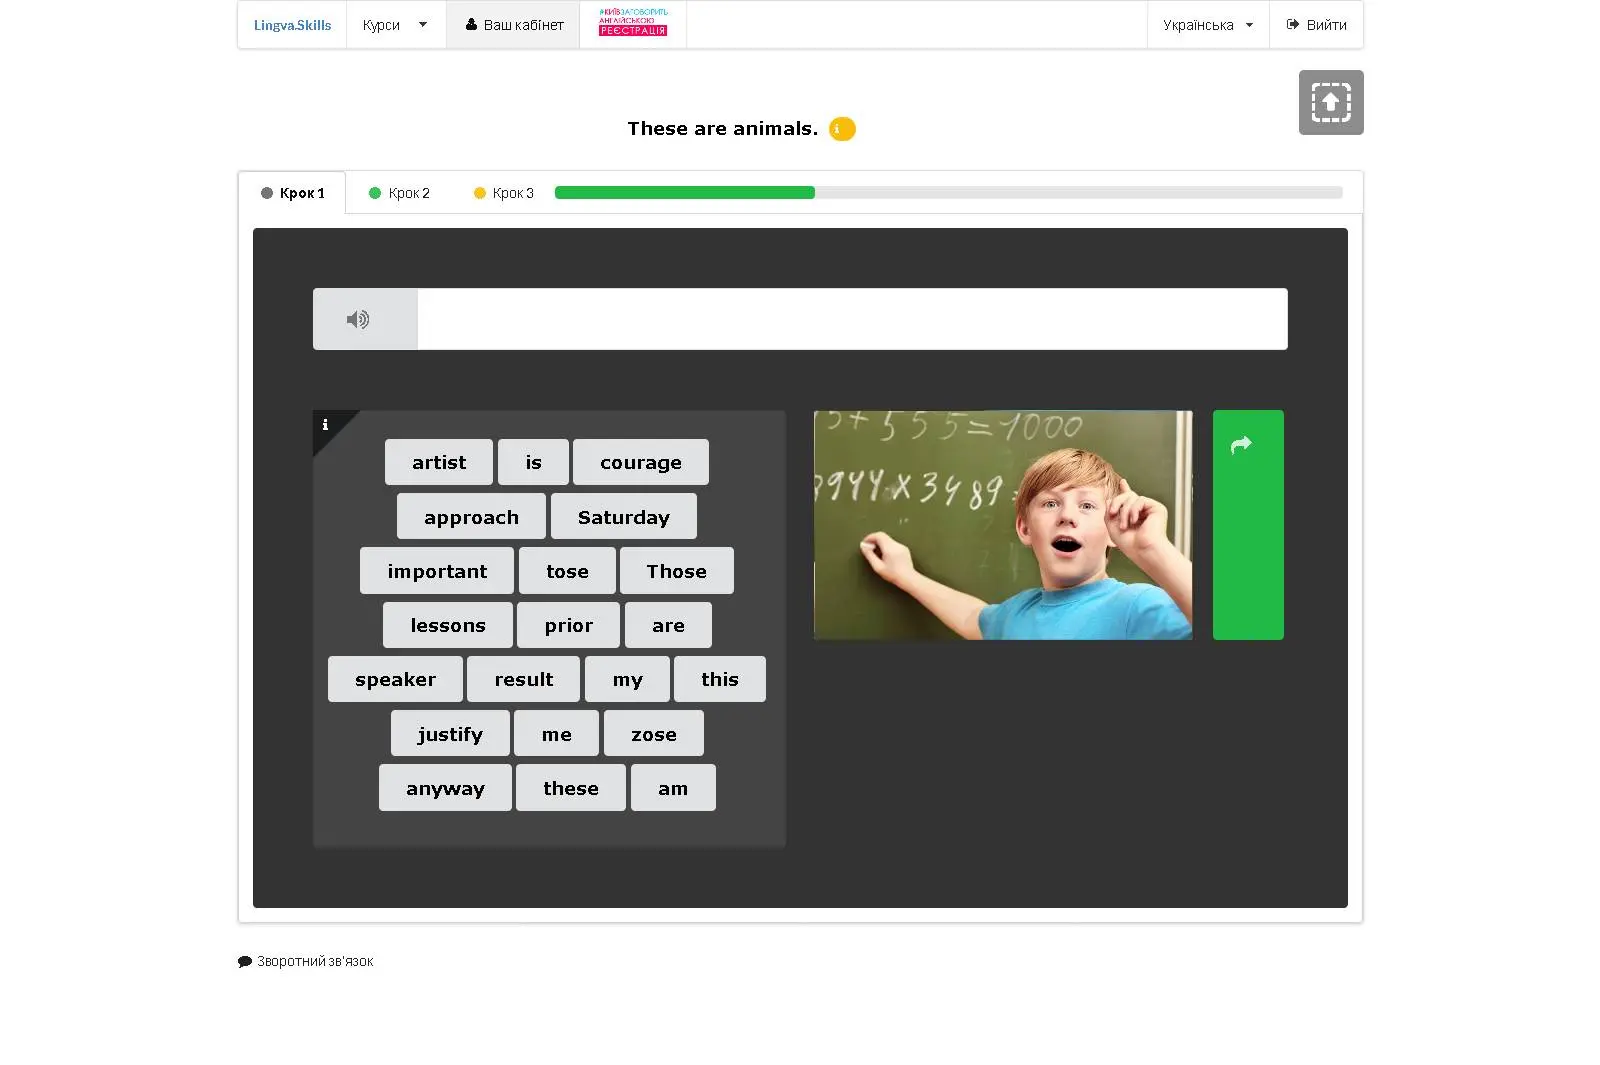 Lingva.Skills Курси Ваш кабінет #КИЇВЗАГОВОРИТЬ АНГЛІЙСЬКОЮ РЕЄСТРАЦІЯ Українська Вийти
These are animals. i
Крок 1 Крок 2 Крок 3
i
artist is courage
approach Saturday
important tose Those
lessons prior are
speaker result my this
justify me zose
anyway these am
5+555=1000
3944 X 3489=
Зворотний зв'язок